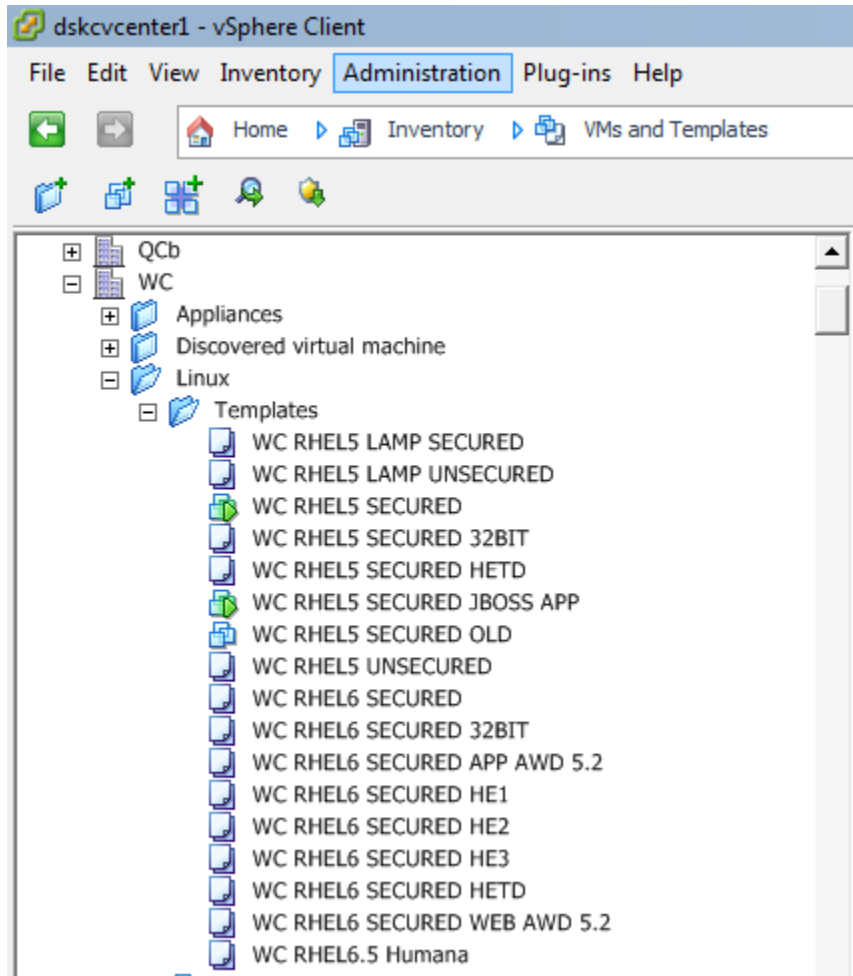 dskcvcenter1 - vSphere Client
File Edit View Inventory Administration Plug-ins Help
Home Inventory VMs and Templates
QCb
WC
Appliances
Discovered virtual machine
Linux
Templates
WC RHEL5 LAMP SECURED
WC RHEL5 LAMP UNSECURED
WC RHEL5 SECURED
WC RHEL5 SECURED 32BIT
WC RHEL5 SECURED HETD
WC RHEL5 SECURED JBOSS APP
WC RHEL5 SECURED OLD
WC RHEL5 UNSECURED
WC RHEL6 SECURED
WC RHEL6 SECURED 32BIT
WC RHEL6 SECURED APP AWD 5.2
WC RHEL6 SECURED HE1
WC RHEL6 SECURED HE2
WC RHEL6 SECURED HE3
WC RHEL6 SECURED HETD
WC RHEL6 SECURED WEB AWD 5.2
WC RHEL6.5 Humana